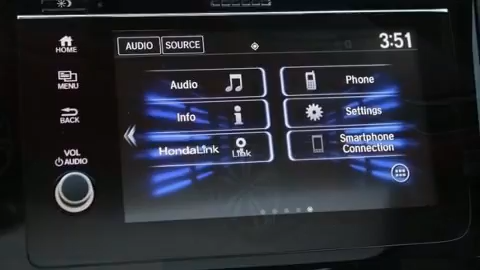 AUDIO SOURCE 3:51
HOME
MENU
BACK
VOL
AUDIO
Audio
Phone
Info
Settings
HondaLink
Link
Smartphone
Connection